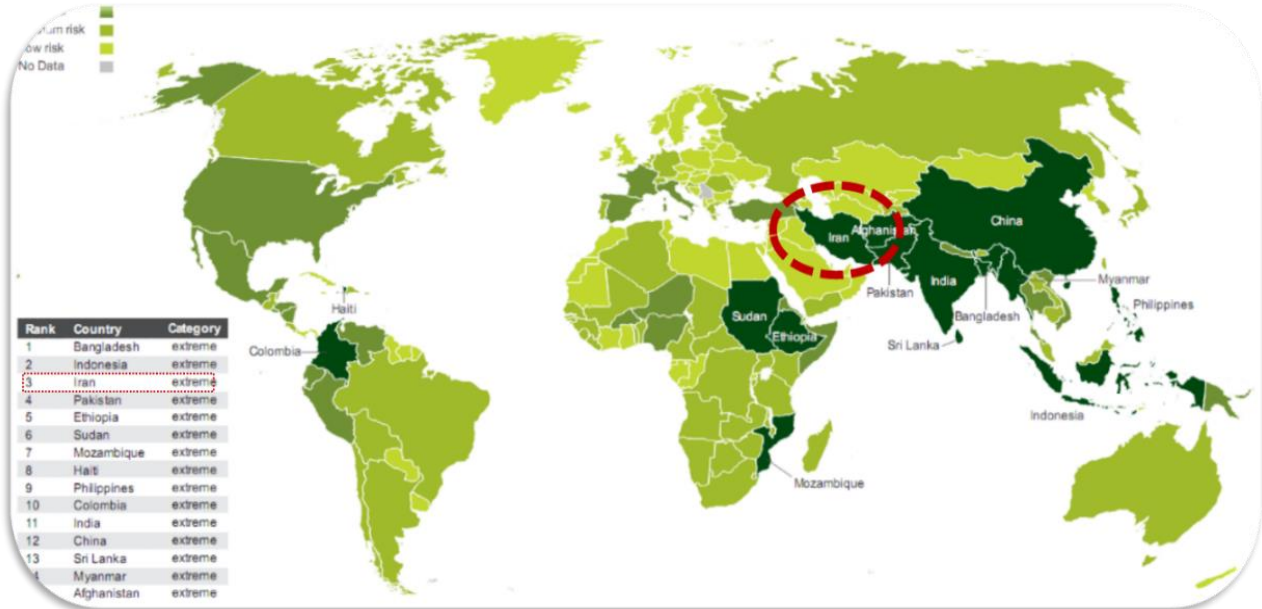 risk
low risk
No Data
Rank Country Category
1 Bangladesh extreme
2 Indonesia extreme
3 Iran extreme
4 Pakistan extreme
5 Ethiopia extreme
6 Sudan extreme
7 Mozambique extreme
8 Haiti extreme
9 Philippines extreme
10 Colombia extreme
11 India extreme
12 China extreme
13 Sri Lanka extreme
Myanmar extreme
Afghanistan extreme
Haiti
Colombia
Sudan
Ethiopia
Mozambique
Iran
Afghanistan
Pakistan
India
China
Bangladesh
Sri Lanka
Myanmar
Philippines
Indonesia